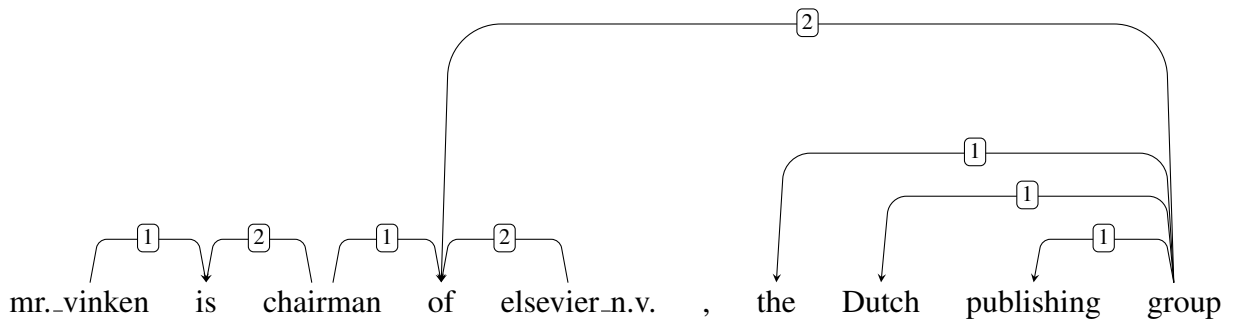 2
1
1
1 2 1 2 1
mr._vinken is chairman of elsevier_n.v. , the Dutch publishing group